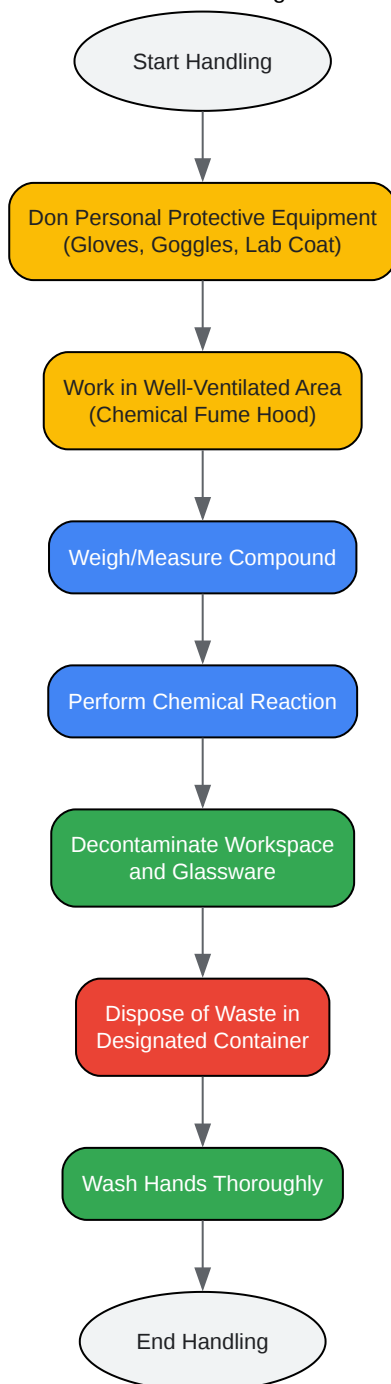 Start Handling
Don Personal Protective Equipment
(Gloves, Goggles, Lab Coat)
Work in Well-Ventilated Area
(Chemical Fume Hood)
Weigh/Measure Compound
Perform Chemical Reaction
Decontaminate Workspace
and Glassware
Dispose of Waste in
Designated Container
Wash Hands Thoroughly
End Handling